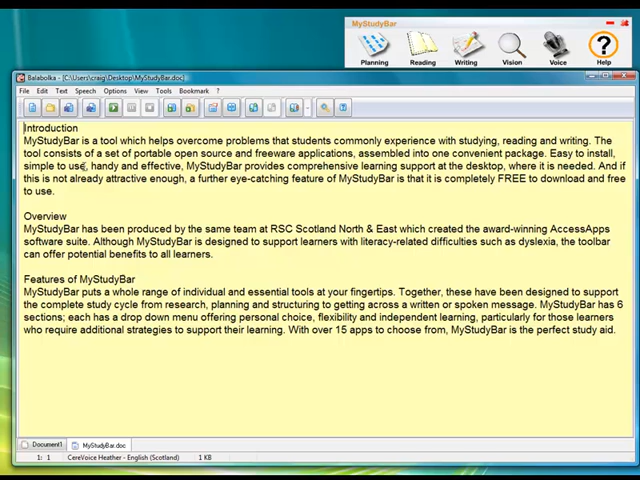 MyStudyBar
Planning Reading Writing Vision Voice Help
Balabolka - [C:\Users\craig\Desktop\MyStudyBar.doc]
File Edit Text Speech Options View Tools Bookmark ?
Introduction
MyStudyBar is a tool which helps overcome problems that students commonly experience with studying, reading and writing. The
tool consists of a set of portable open source and freeware applications, assembled into one convenient package. Easy to install,
simple to use, handy and effective, MyStudyBar provides comprehensive learning support at the desktop, where it is needed. And if
this is not already attractive enough, a further eye-catching feature of MyStudyBar is that it is completely FREE to download and free
to use.
Overview
MyStudyBar has been produced by the same team at RSC Scotland North & East which created the award-winning AccessApps
software suite. Although MyStudyBar is designed to support learners with literacy-related difficulties such as dyslexia, the toolbar
can offer potential benefits to all learners.
Features of MyStudyBar
MyStudyBar puts a whole range of individual and essential tools at your fingertips. Together, these have been designed to support
the complete study cycle from research, planning and structuring to getting across a written or spoken message. MyStudyBar has 6
sections; each has a drop down menu offering personal choice, flexibility and independent learning, particularly for those learners
who require additional strategies to support their learning. With over 15 apps to choose from, MyStudyBar is the perfect study aid.
Document1 MyStudyBar.doc
1: 1 CereVoice Heather - English (Scotland) 1 KB